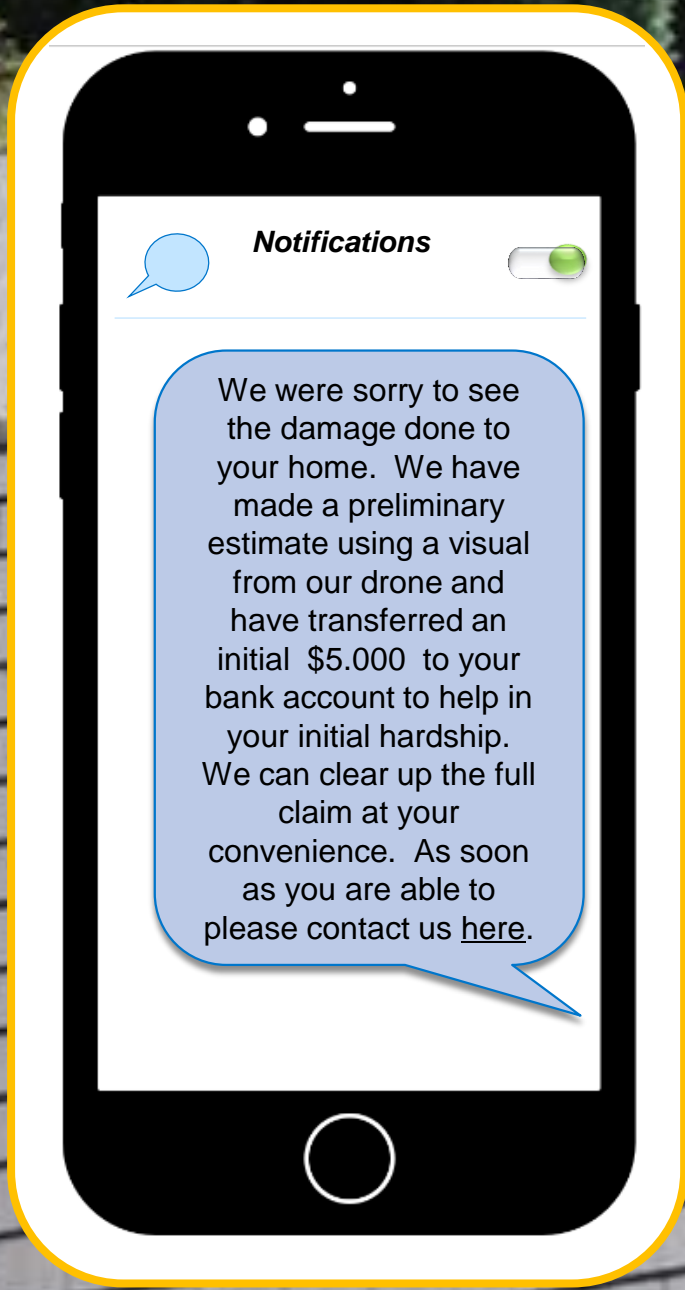 Notifications
We were sorry to see
the damage done to
your home.  We have
made a preliminary
estimate using a visual
from our drone and
have transferred an
initial  $5.000  to your
bank account to help in
your initial hardship.
We can clear up the full
claim at your
convenience.  As soon
as you are able to
please contact us here.